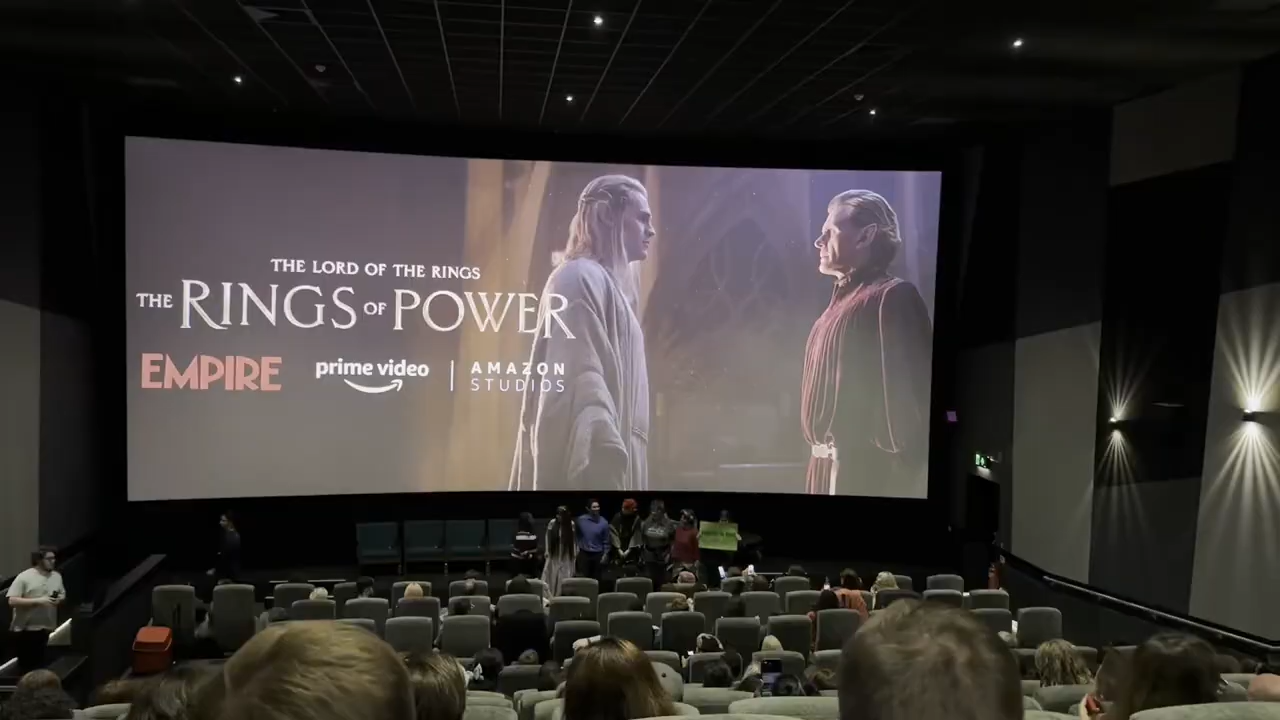 THE LORD OF THE RINGS
THE RINGS OF POWER
EMPIRE
prime video | AMAZON STUDIOS